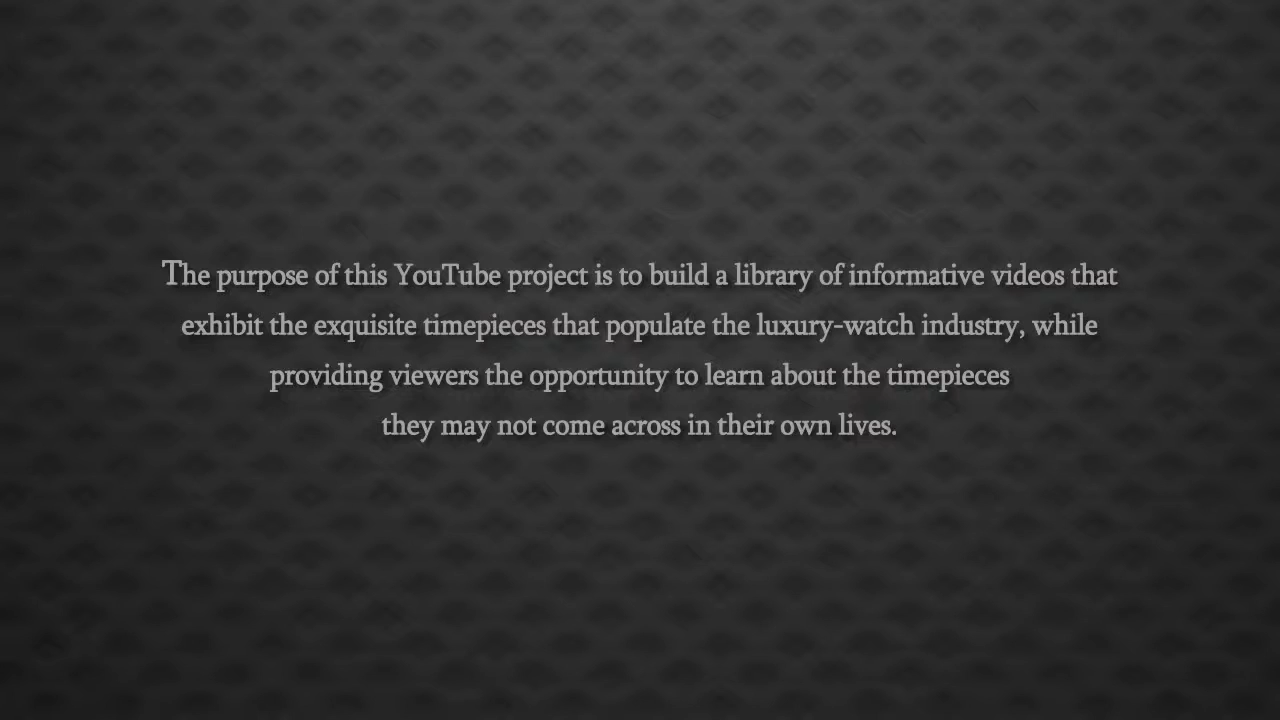 The purpose of this YouTube project is to build a library of informative videos that
exhibit the exquisite timepieces that populate the luxury-watch industry, while
providing viewers the opportunity to learn about the timepieces
they may not come across in their own lives.